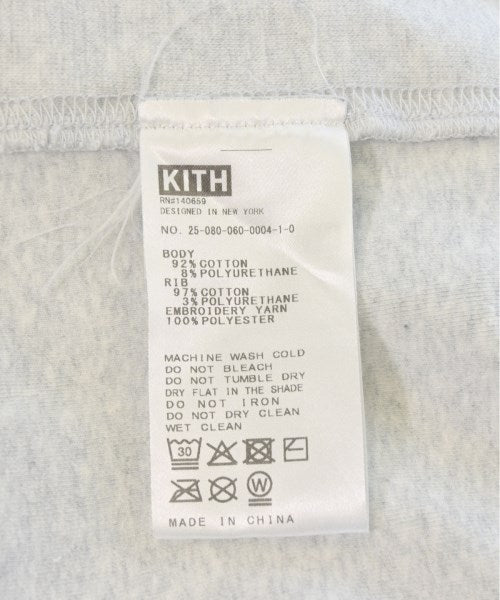 KITH
RN#140659
DESIGNED IN NEW YORK
NO. 25-080-060-0004-1-0
BODY
92% COTTON
8% POLYURETHANE
RIB
97% COTTON
3% POLYURETHANE
EMBROIDERY YARN
100% POLYESTER
MACHINE WASH COLD
DO NOT BLEACH
DO NOT TUMBLE DRY
DRY FLAT IN THE SHADE
DO NOT IRON
DO NOT DRY CLEAN
WET CLEAN
30
W
MADE IN CHINA